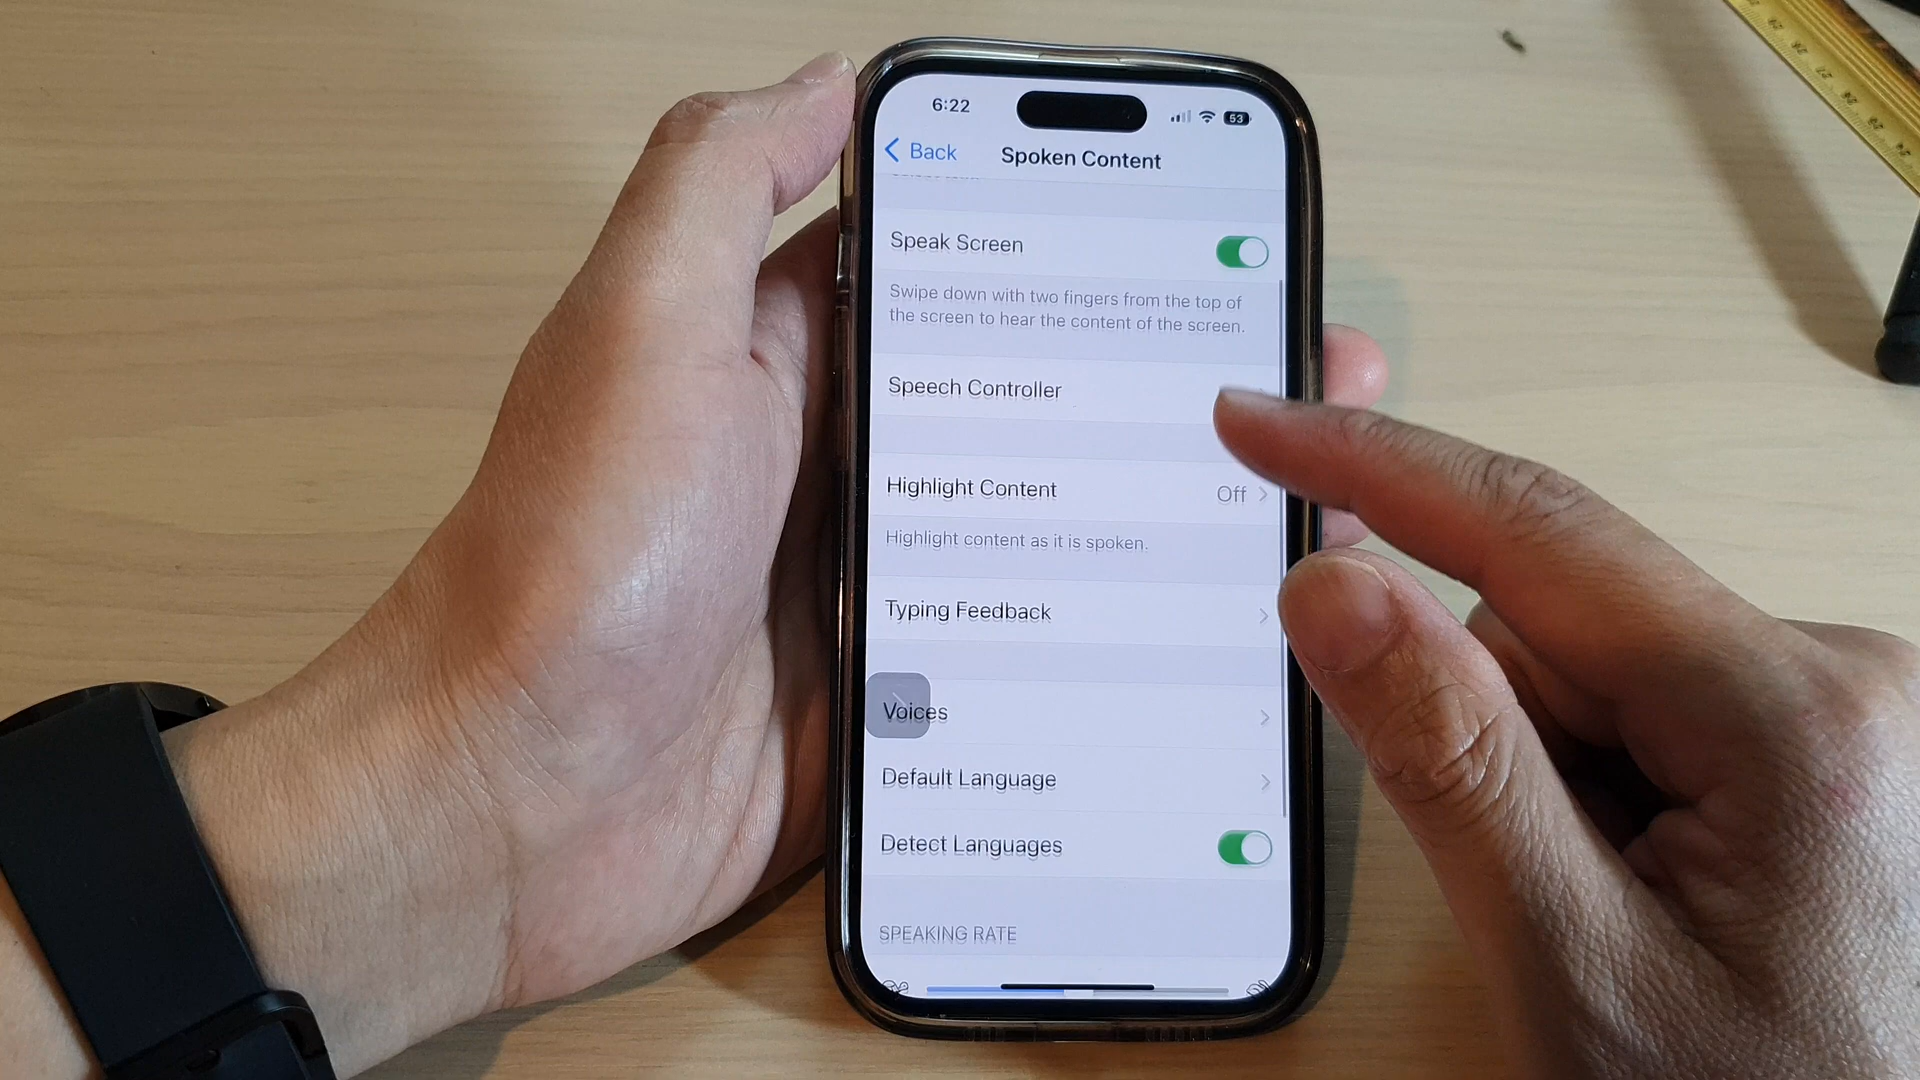 6:22
53
Back
Spoken Content
Speak Screen
Swipe down with two fingers from the top of
the screen to hear the content of the screen.
Speech Controller
Highlight Content
Off
Highlight content as it is spoken.
Typing Feedback
Voices
Default Language
Detect Languages
SPEAKING RATE